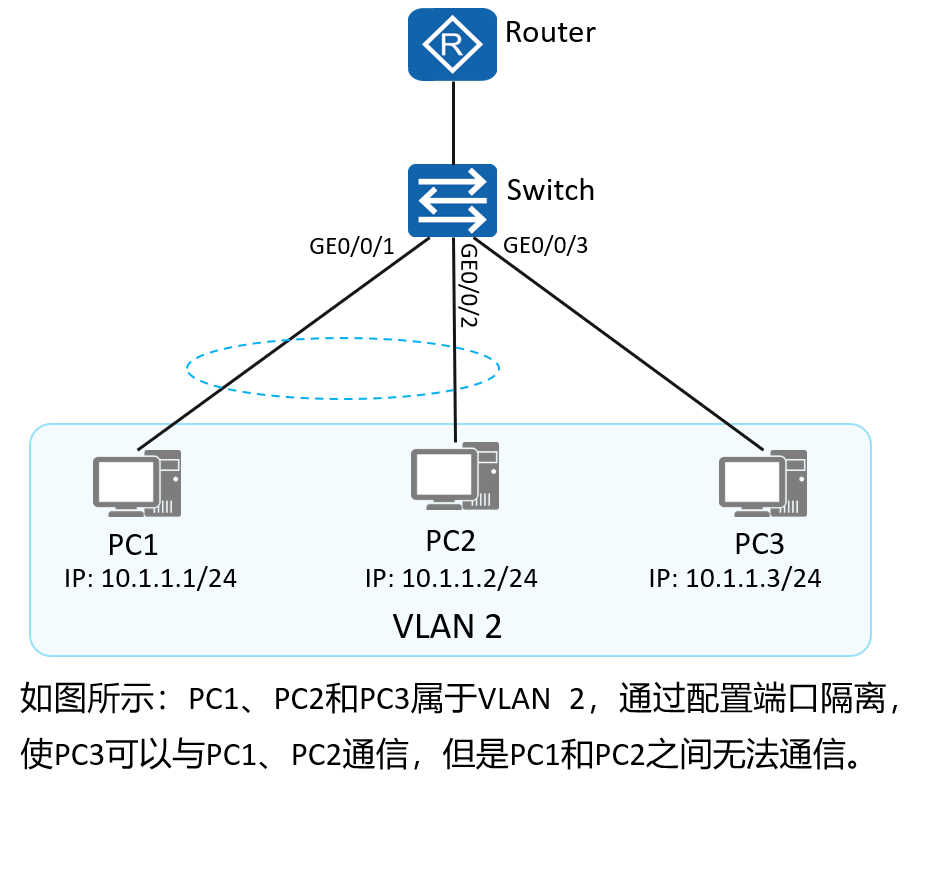 R
Router
Switch
GE0/0/1
GE0/0/2
GE0/0/3
PC1
IP: 10.1.1.1/24
PC2
IP: 10.1.1.2/24
PC3
IP: 10.1.1.3/24
VLAN 2
如图所示：PC1、PC2和PC3属于VLAN 2，通过配置端口隔离，
使PC3可以与PC1、PC2通信，但是PC1和PC2之间无法通信。